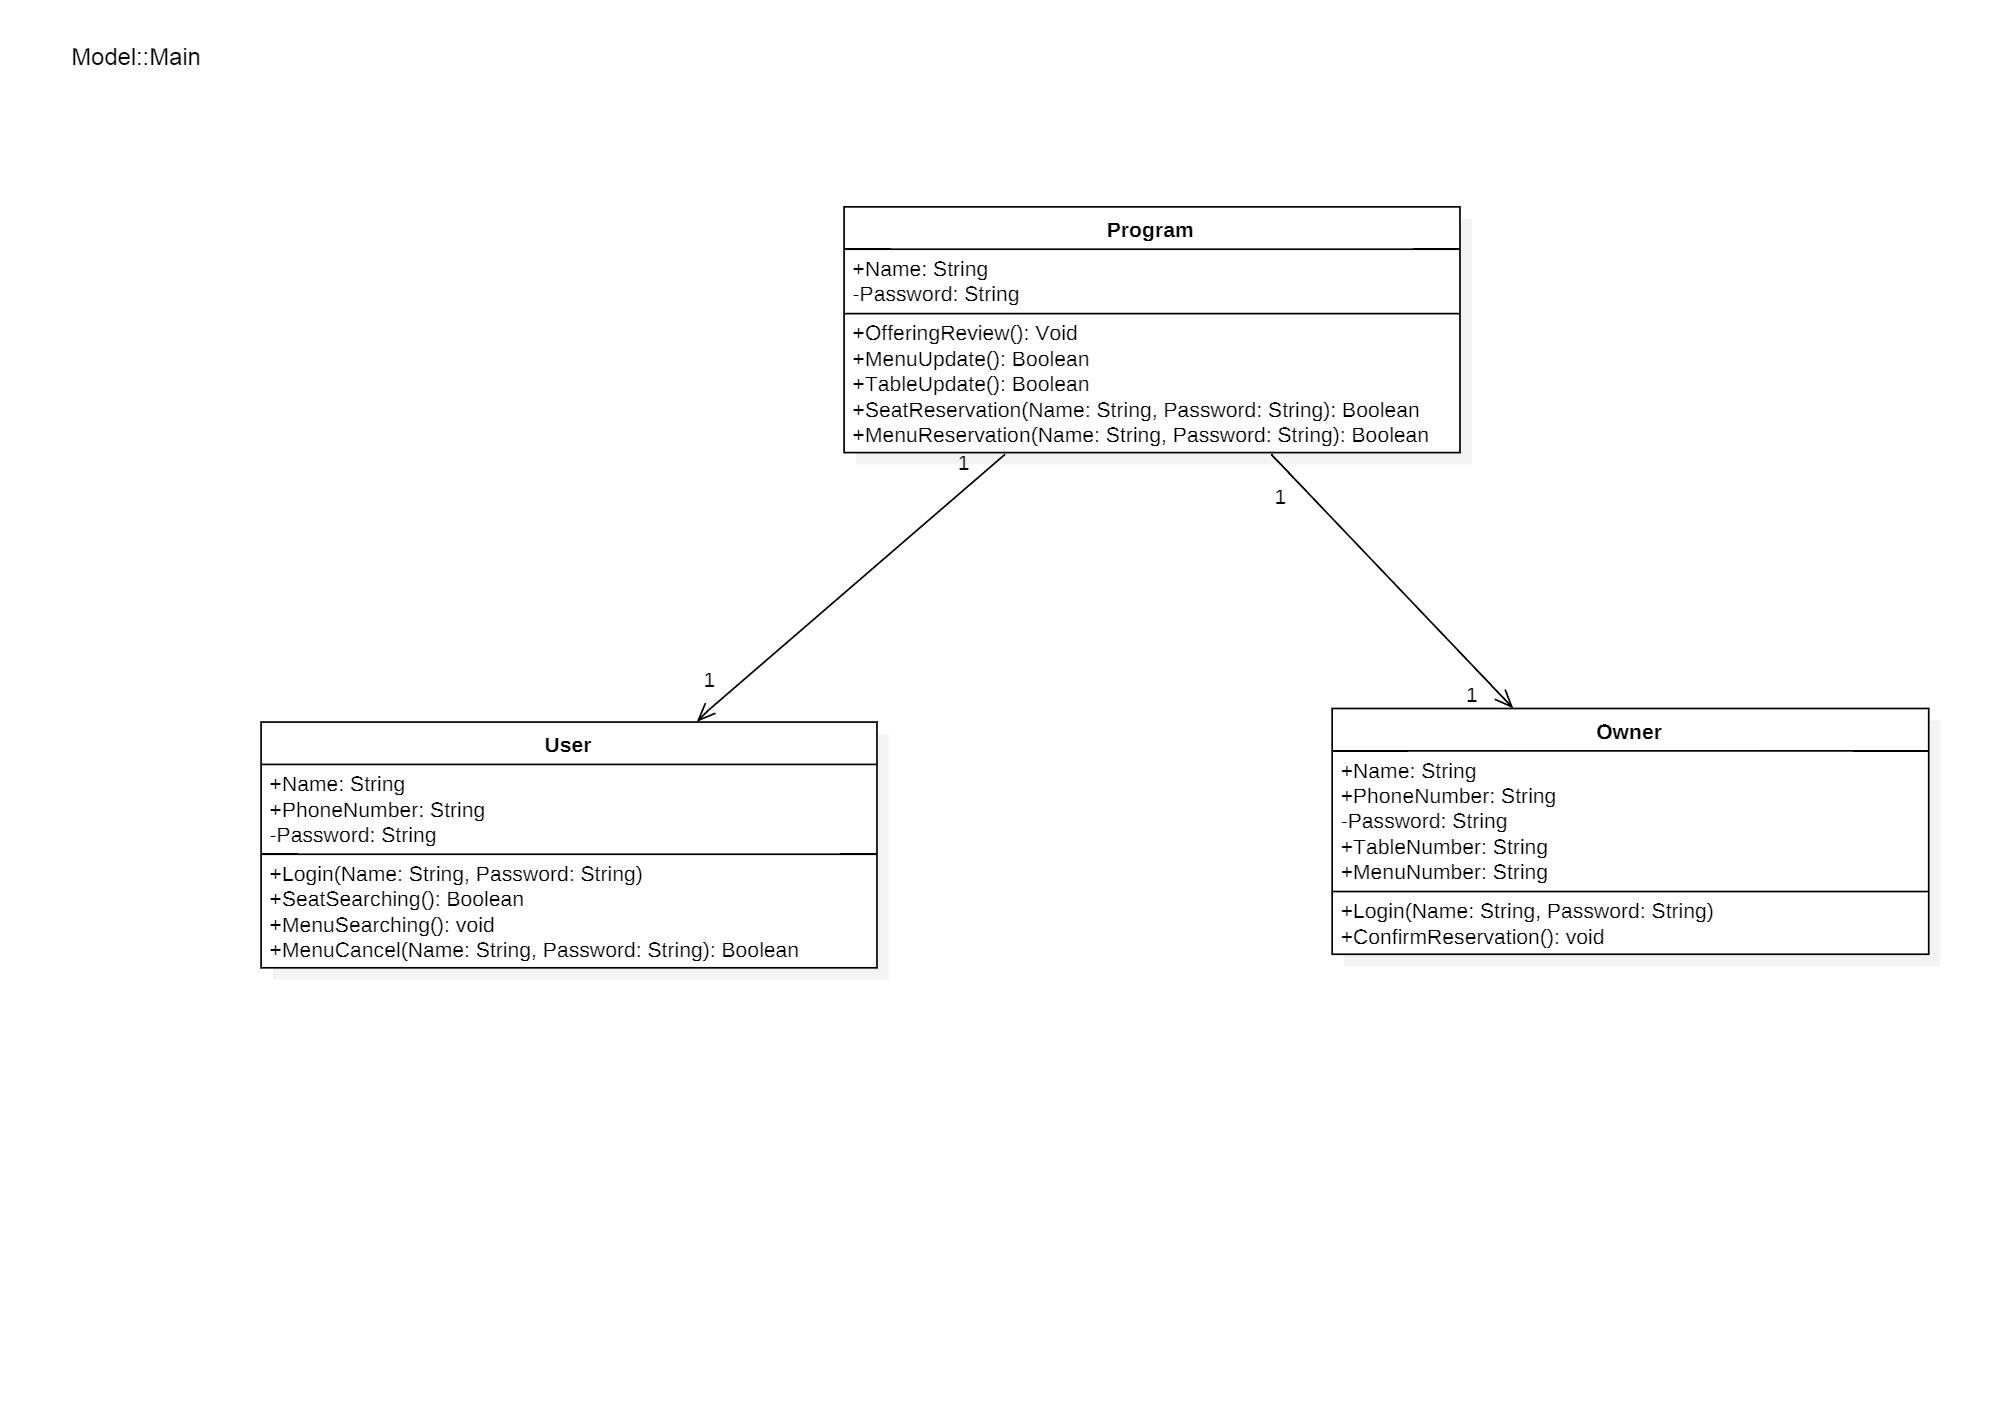 Model::Main
Program
+Name: String
-Password: String
+OfferingReview(): Void
+MenuUpdate(): Boolean
+TableUpdate(): Boolean
+SeatReservation(Name: String, Password: String): Boolean
+MenuReservation(Name: String, Password: String): Boolean
1
1
1
1
User
+Name: String
+PhoneNumber: String
-Password: String
+Login(Name: String, Password: String)
+SeatSearching(): Boolean
+MenuSearching(): void
+MenuCancel(Name: String, Password: String): Boolean
Owner
+Name: String
+PhoneNumber: String
-Password: String
+TableNumber: String
+MenuNumber: String
+Login(Name: String, Password: String)
+ConfirmReservation(): void